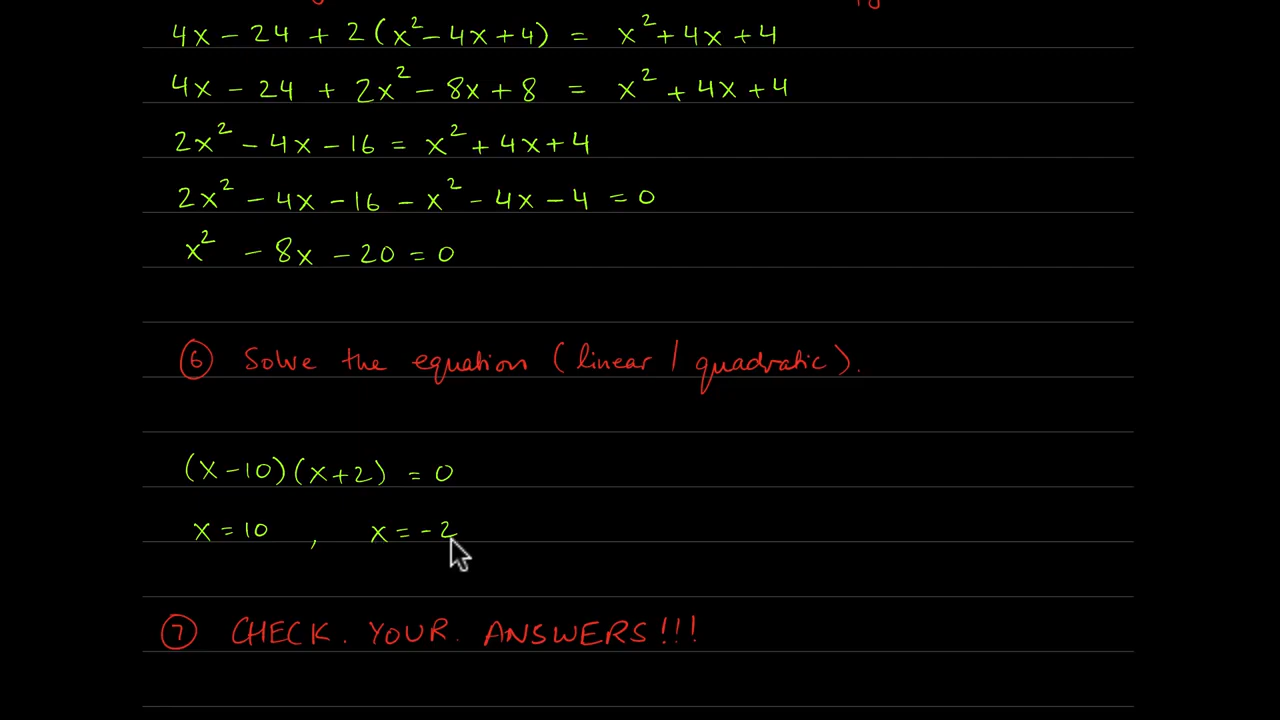 4x - 24 + 2(x² - 4x + 4) = x² + 4x + 4
4x - 24 + 2x² - 8x + 8 = x² + 4x + 4
2x² - 4x - 16 = x² + 4x + 4
2x² - 4x - 16 - x² - 4x - 4 = 0
x² - 8x - 20 = 0
⑥ Solve the equation (linear / quadratic).
(x - 10)(x + 2) = 0
x = 10 , x = -2
⑦ CHECK. YOUR. ANSWERS!!!